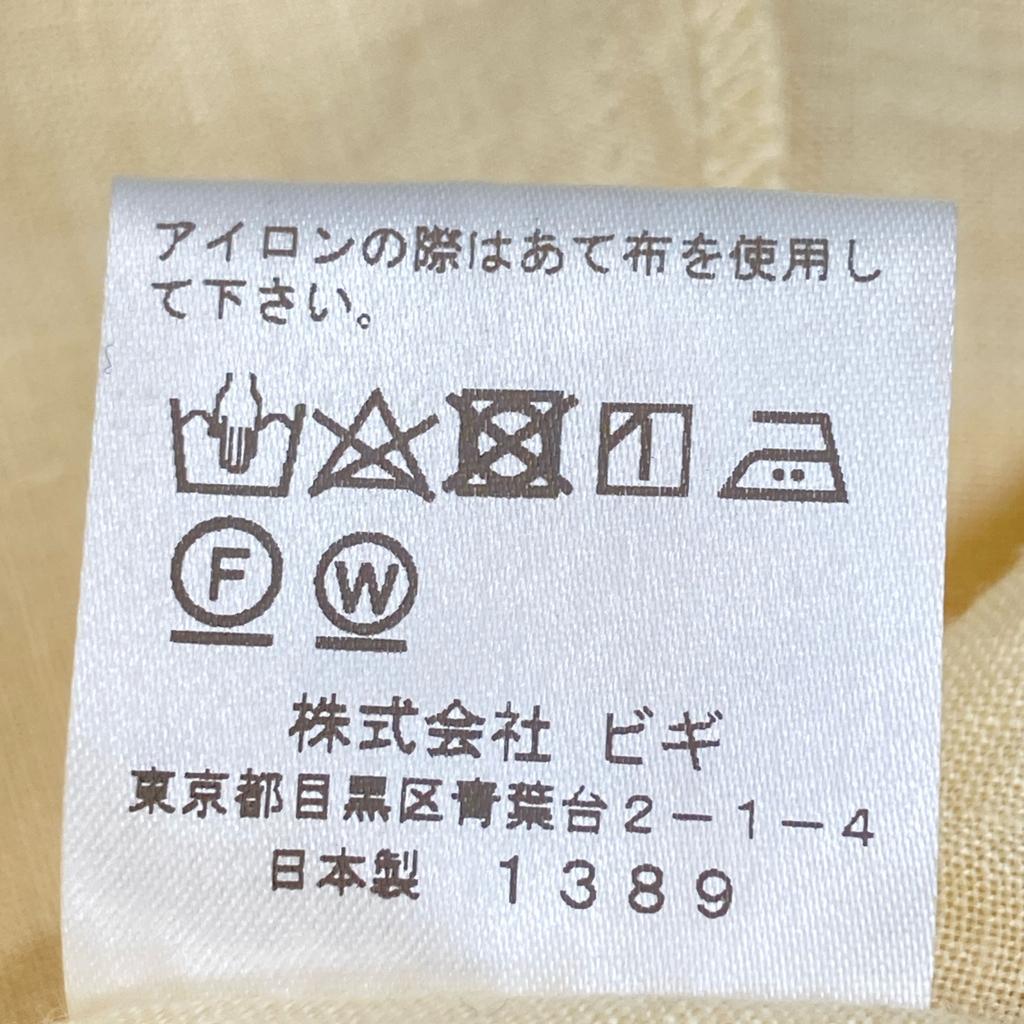 アイロンの際はあて布を使用し
て下さい。
F W
株式会社 ビギ
東京都目黒区青葉台2-1-4
日本製 1389